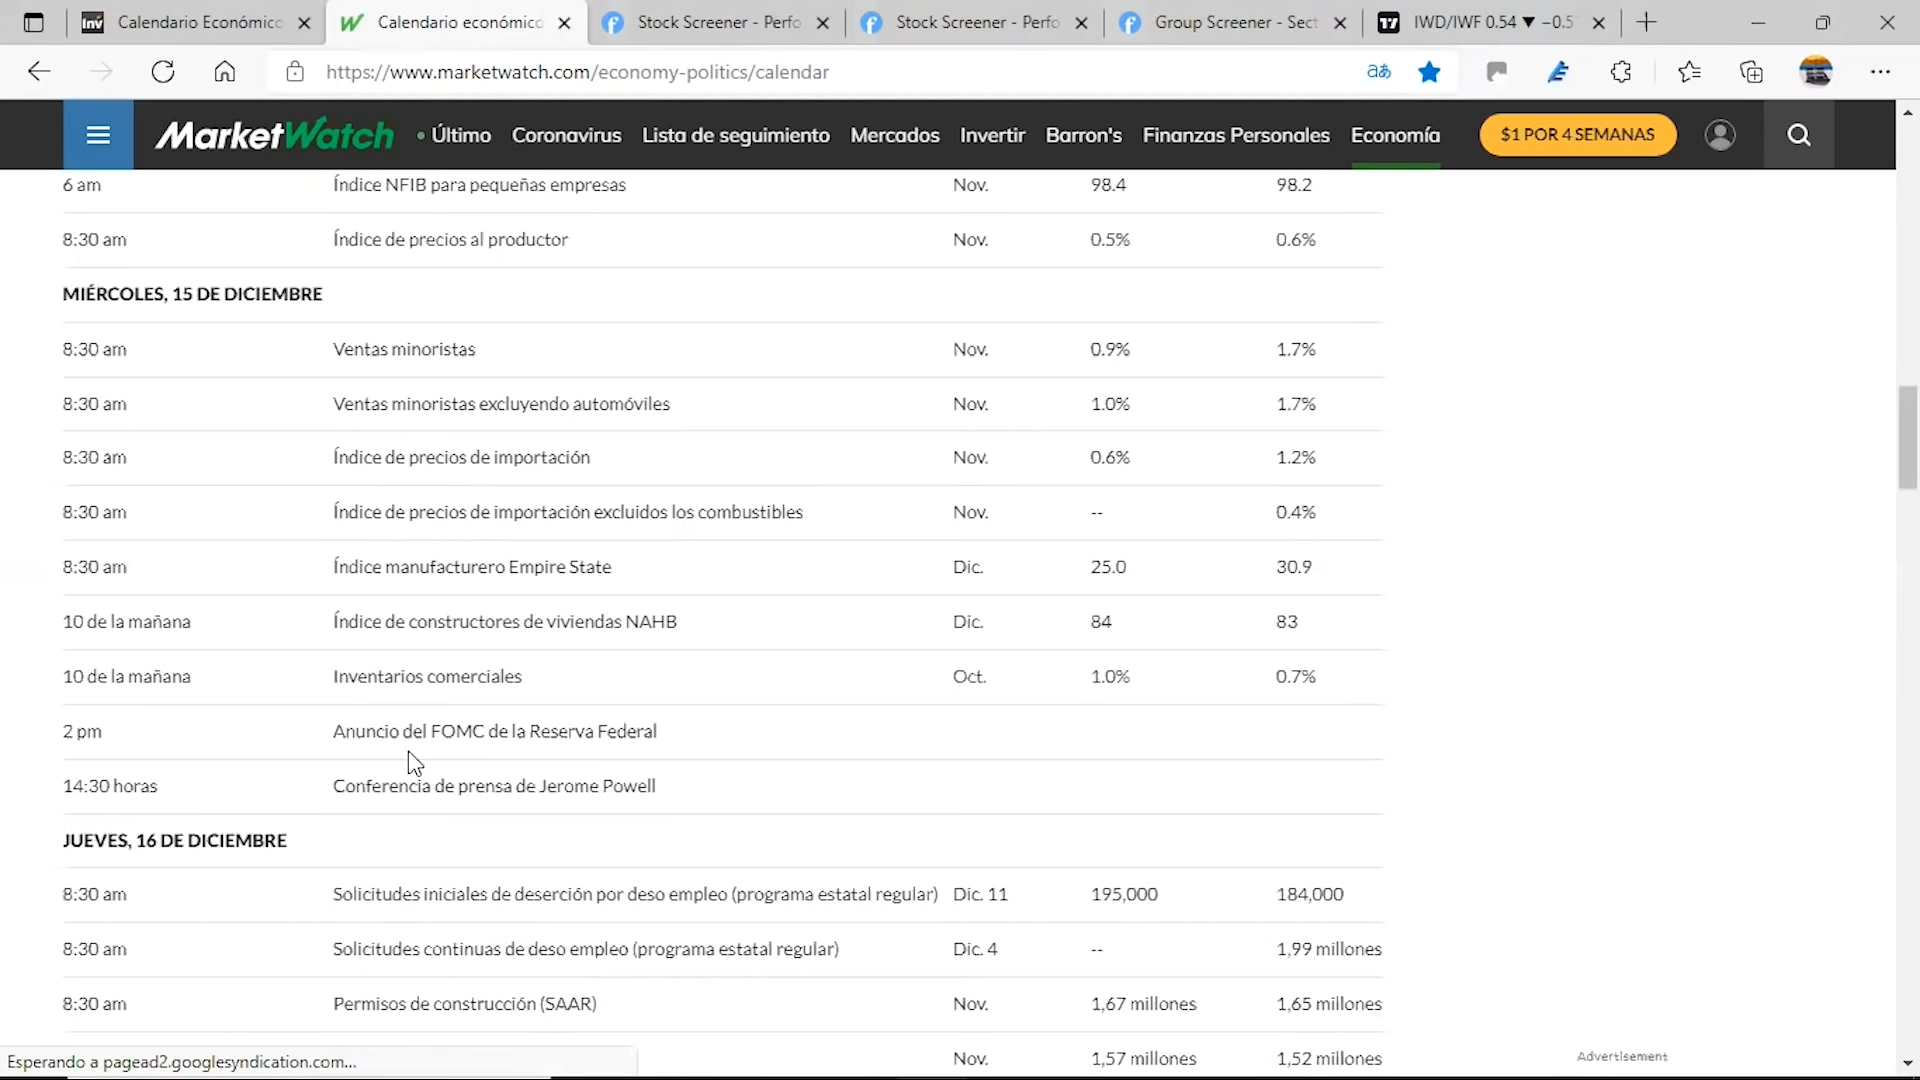 Inv Calendario Económico
Calendario económico
Stock Screener - Perfo
Stock Screener - Perfo
Group Screener - Sect
IWD/IWF 0.54 ▼ −0.5
https://www.marketwatch.com/economy-politics/calendar
MarketWatch • Último Coronavirus Lista de seguimiento Mercados Invertir Barron's Finanzas Personales Economía $1 POR 4 SEMANAS
6 am Índice NFIB para pequeñas empresas Nov. 98.4 98.2
8:30 am Índice de precios al productor Nov. 0.5% 0.6%
MIÉRCOLES, 15 DE DICIEMBRE
8:30 am Ventas minoristas Nov. 0.9% 1.7%
8:30 am Ventas minoristas excluyendo automóviles Nov. 1.0% 1.7%
8:30 am Índice de precios de importación Nov. 0.6% 1.2%
8:30 am Índice de precios de importación excluidos los combustibles Nov. -- 0.4%
8:30 am Índice manufacturero Empire State Dic. 25.0 30.9
10 de la mañana Índice de constructores de viviendas NAHB Dic. 84 83
10 de la mañana Inventarios comerciales Oct. 1.0% 0.7%
2 pm Anuncio del FOMC de la Reserva Federal
14:30 horas Conferencia de prensa de Jerome Powell
JUEVES, 16 DE DICIEMBRE
8:30 am Solicitudes iniciales de deserción por deso empleo (programa estatal regular) Dic. 11 195,000 184,000
8:30 am Solicitudes continuas de deso empleo (programa estatal regular) Dic. 4 -- 1,99 millones
8:30 am Permisos de construcción (SAAR) Nov. 1,67 millones 1,65 millones
Nov. 1,57 millones 1,52 millones
Advertisement
Esperando a pagead2.googlesyndication.com...